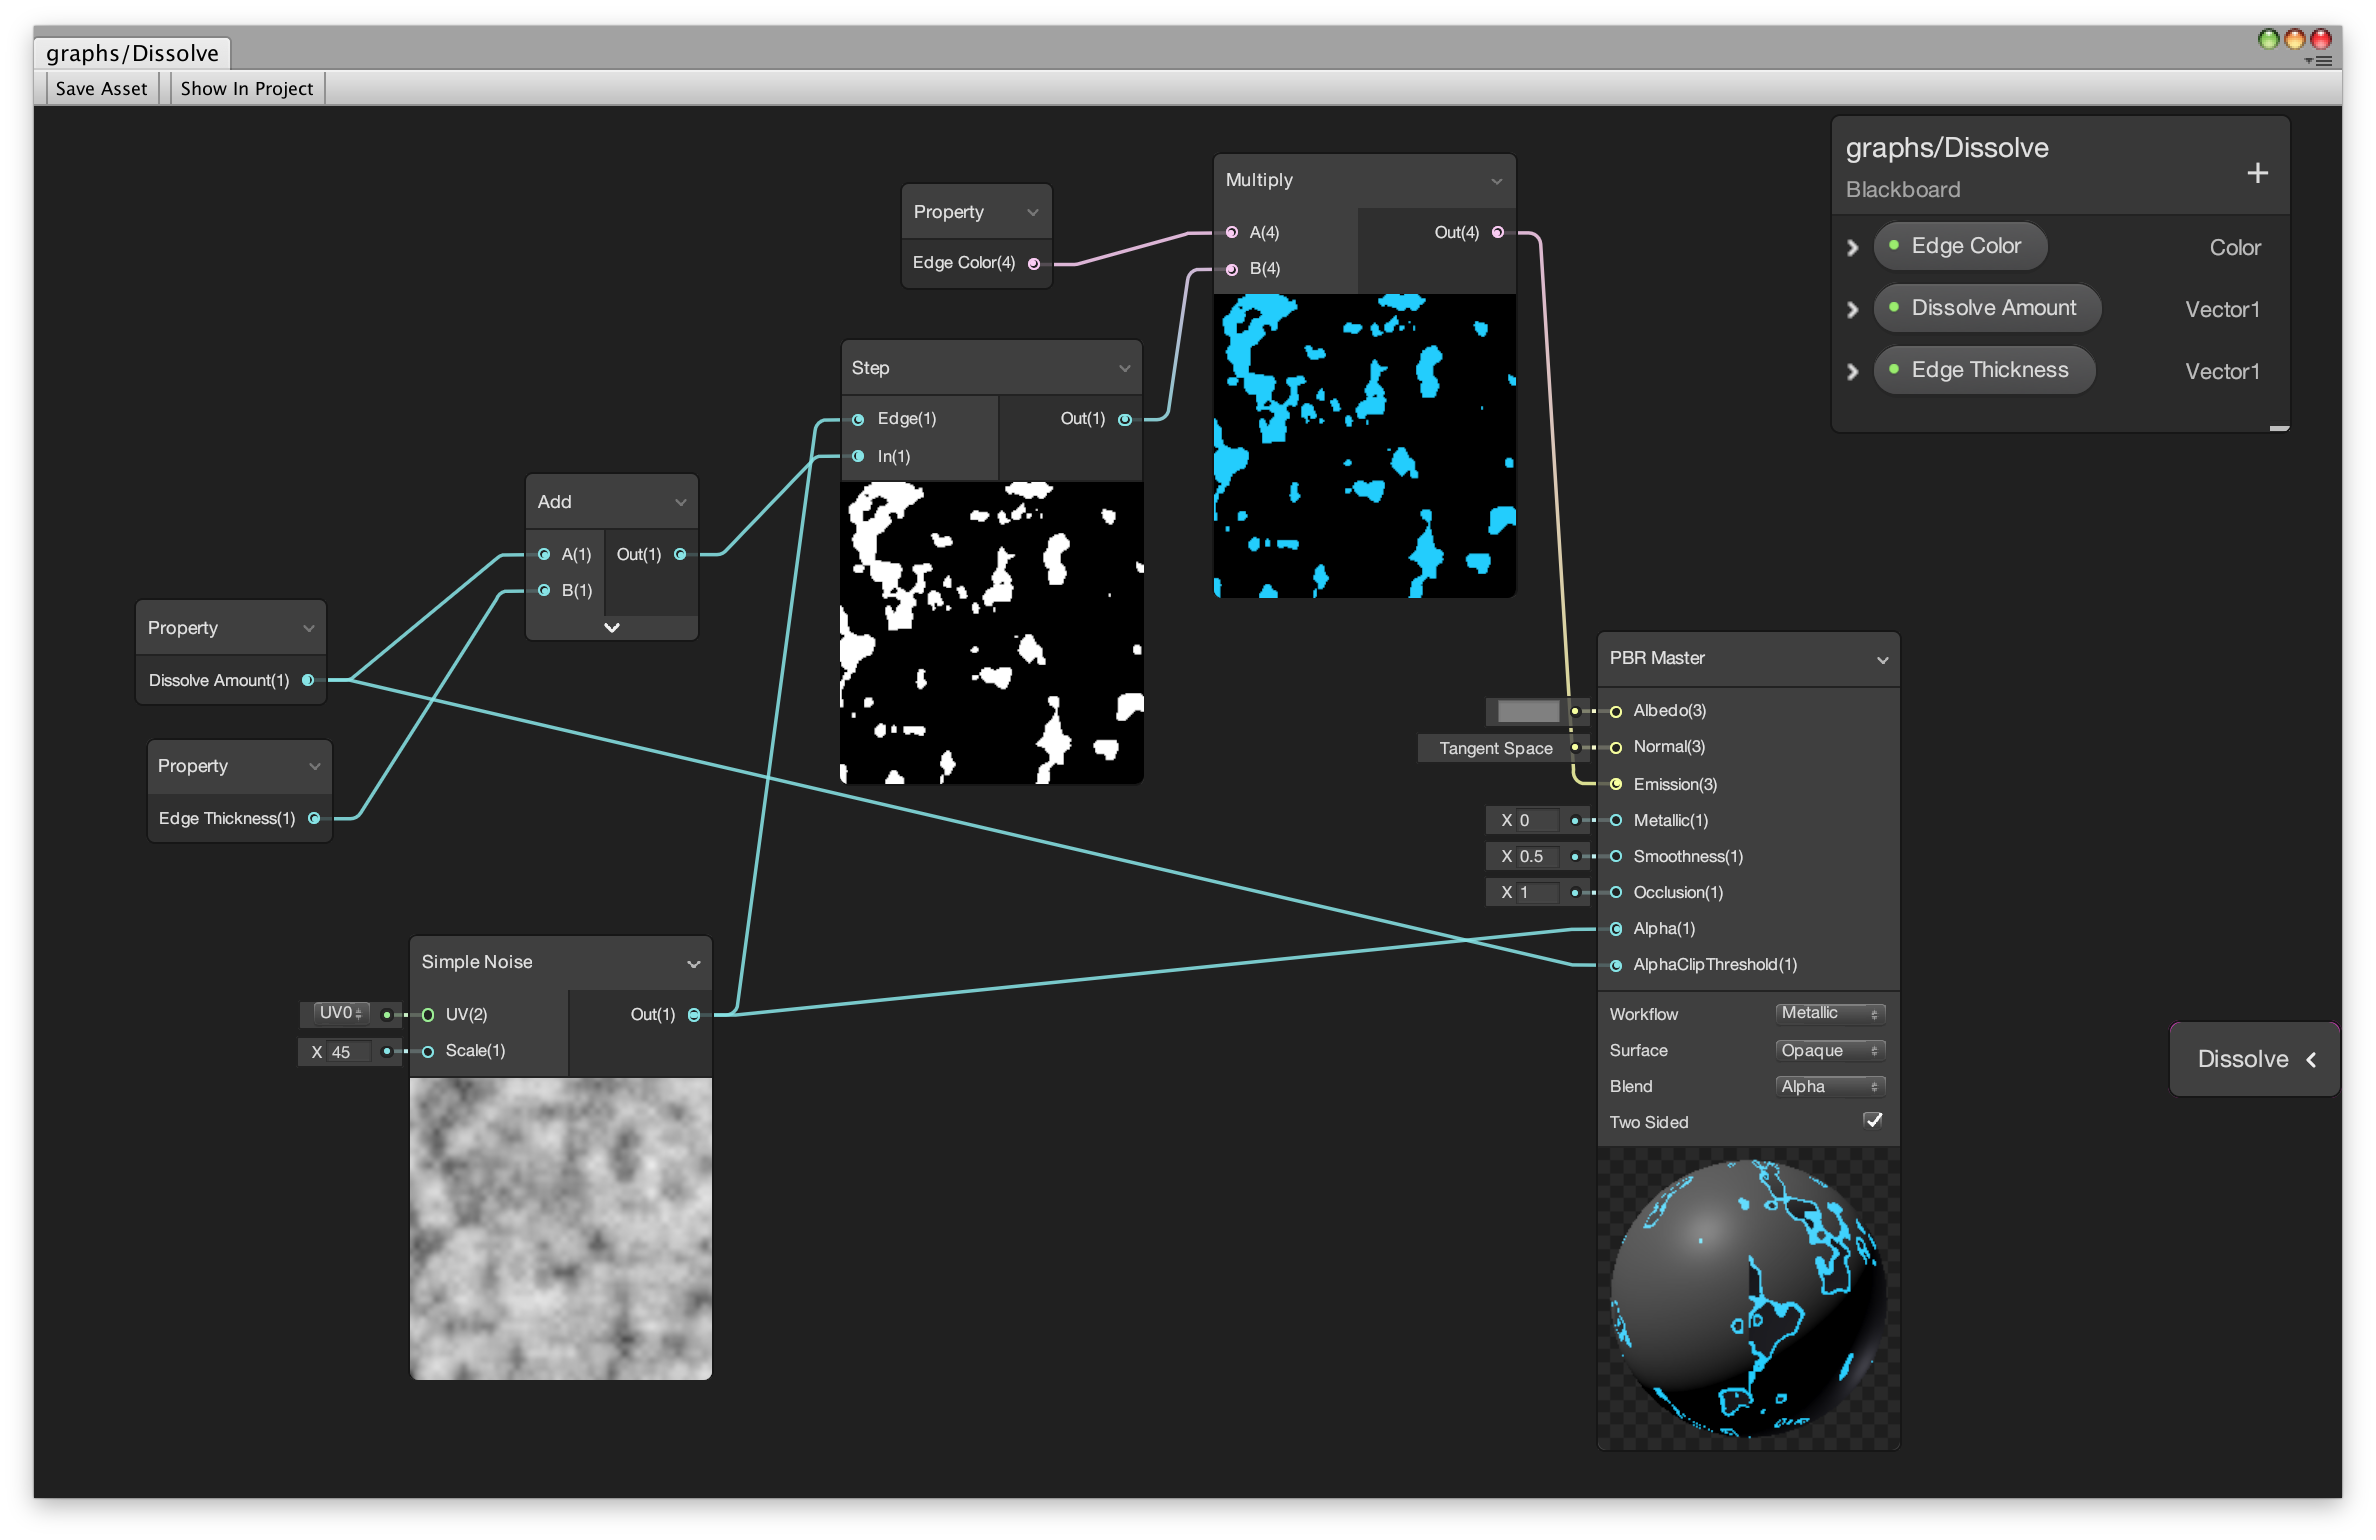 graphs/Dissolve
Save Asset
Show In Project
graphs/Dissolve
Blackboard
Edge Color
Color
Dissolve Amount
Vector1
Edge Thickness
Vector1
Multiply
A(4)
Out(4)
B(4)
Property
Edge Color(4)
Step
Edge(1)
Out(1)
In(1)
Add
A(1)
Out(1)
B(1)
Property
Dissolve Amount(1)
Property
Edge Thickness(1)
PBR Master
Albedo(3)
Tangent Space
Normal(3)
Emission(3)
X 0
Metallic(1)
X 0.5
Smoothness(1)
X 1
Occlusion(1)
Alpha(1)
AlphaClipThreshold(1)
Workflow
Metallic
Surface
Opaque
Blend
Alpha
Two Sided
Simple Noise
UV0
UV(2)
Out(1)
X 45
Scale(1)
Dissolve